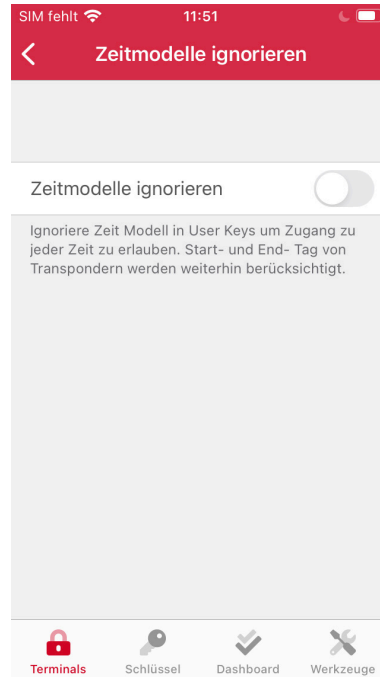 SIM fehlt 11:51
Zeitmodelle ignorieren
Zeitmodelle ignorieren
Ignoriere Zeit Modell in User Keys um Zugang zu
jeder Zeit zu erlauben. Start- und End- Tag von
Transpondern werden weiterhin berücksichtigt.
Terminals Schlüssel Dashboard Werkzeuge